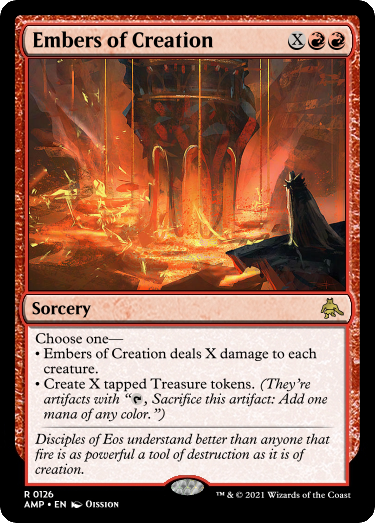 Embers of Creation X
Sorcery
Choose one—
• Embers of Creation deals X damage to each
creature.
• Create X tapped Treasure tokens. (They're
artifacts with “, Sacrifice this artifact: Add one
mana of any color.”)
Disciples of Eos understand better than anyone that
fire is as powerful a tool of destruction as it is of
creation.
R 0126
AMP • EN Oission
™ & © 2021 Wizards of the Coast